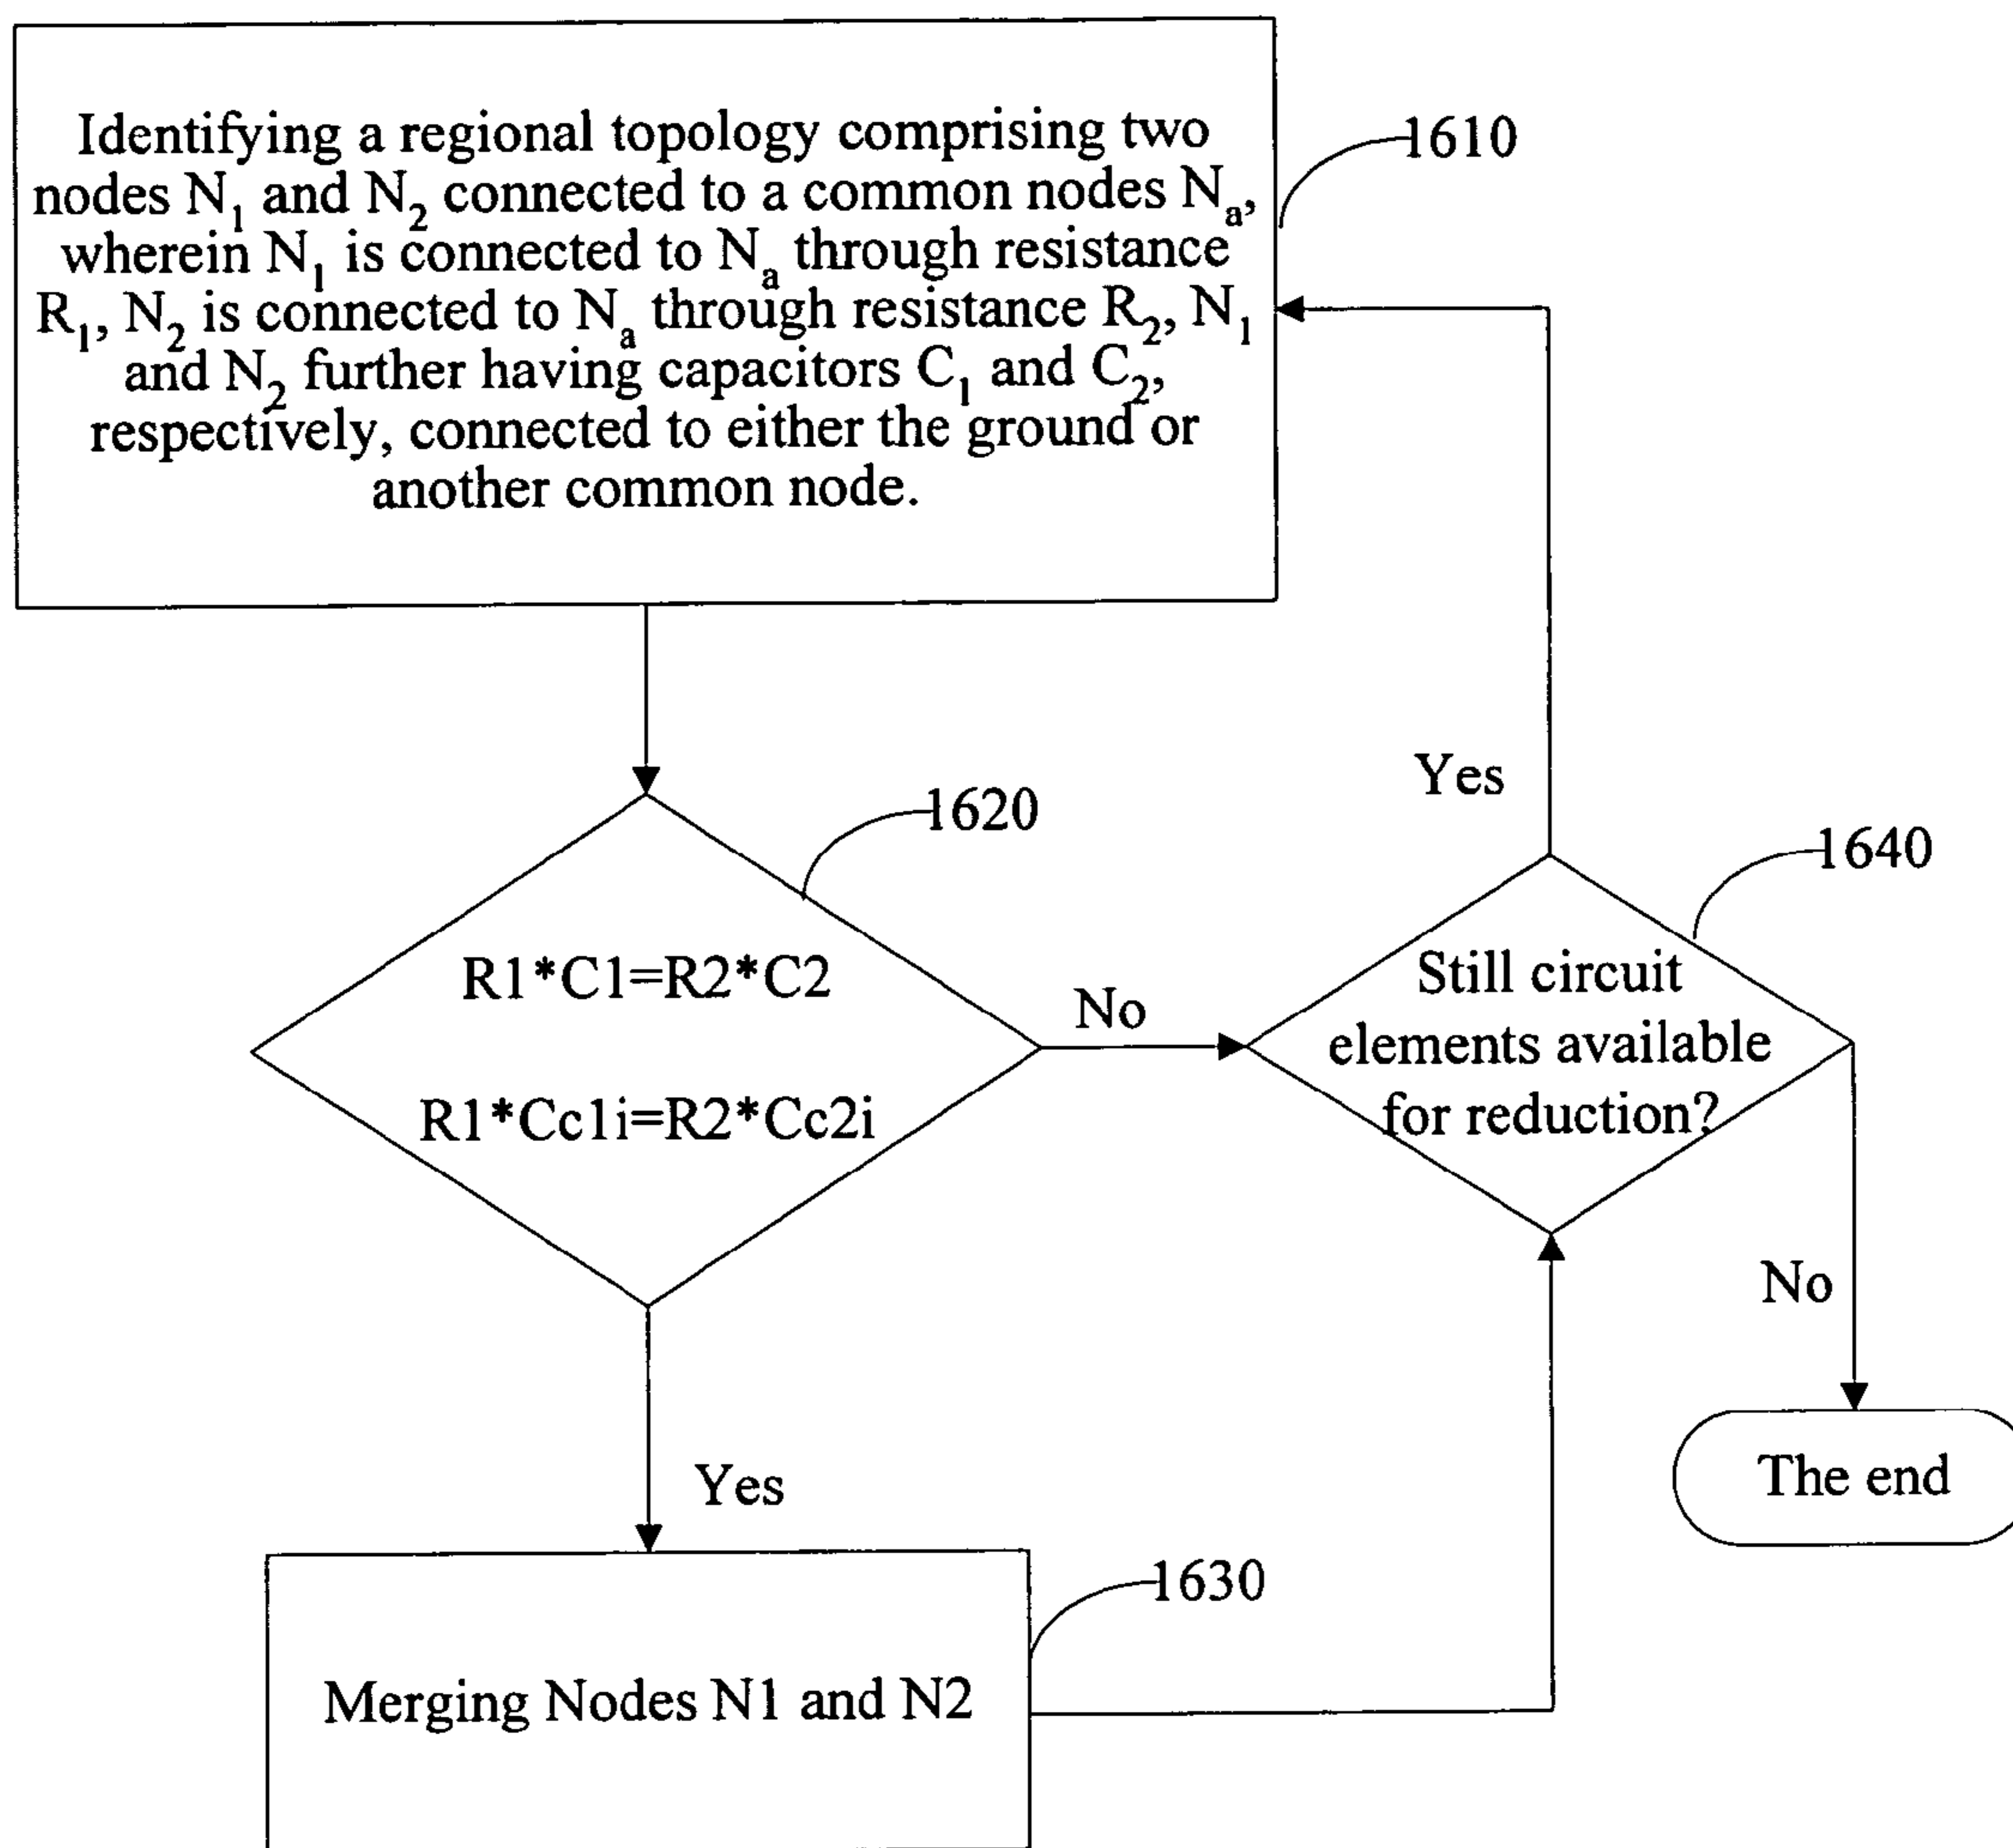 Identifying a regional topology comprising two
nodes N₁ and N₂ connected to a common nodes Nₐ,
wherein N₁ is connected to Nₐ through resistance
R₁, N₂ is connected to Nₐ through resistance R₂, N₁
and N₂ further having capacitors C₁ and C₂,
respectively, connected to either the ground or
another common node.
1610
1620
R1*C1=R2*C2
R1*Cc1i=R2*Cc2i
No
Yes
1640
Still circuit
elements available
for reduction?
No
The end
Yes
1630
Merging Nodes N1 and N2